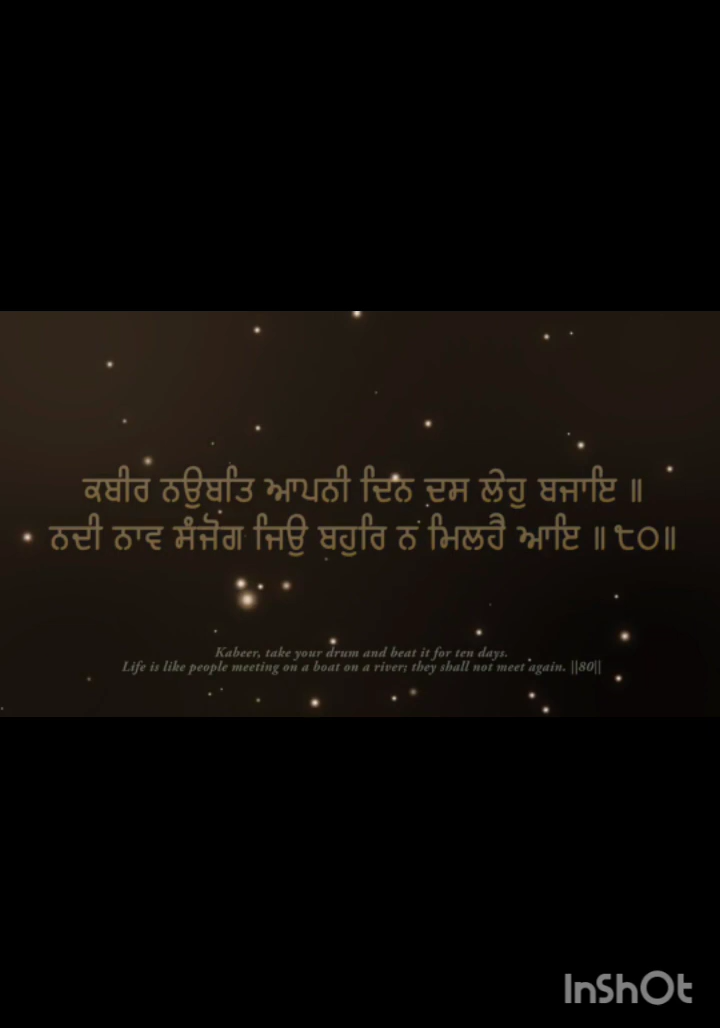 ਕਬੀਰ ਨਉਬਤਿ ਆਪਨੀ ਦਿਨ ਦਸ ਲੇਹੁ ਬਜਾਇ ॥
ਨਦੀ ਨਾਵ ਸੰਜੋਗ ਜਿਉ ਬਹੁਰਿ ਨ ਮਿਲਹੈ ਆਇ ॥੮੦॥
Kabeer, take your drum and beat it for ten days.
Life is like people meeting on a boat on a river; they shall not meet again. ||80||
InShOt